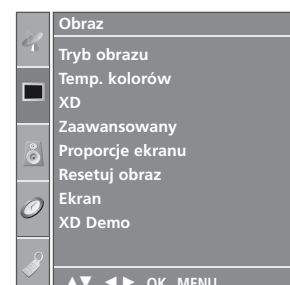 Obraz
Tryb obrazu
Temp. kolorów
XD
Zaawansowany
Proporcje ekranu
Resetuj obraz
Ekran
XD Demo
▲▼ ◄► OK MENU